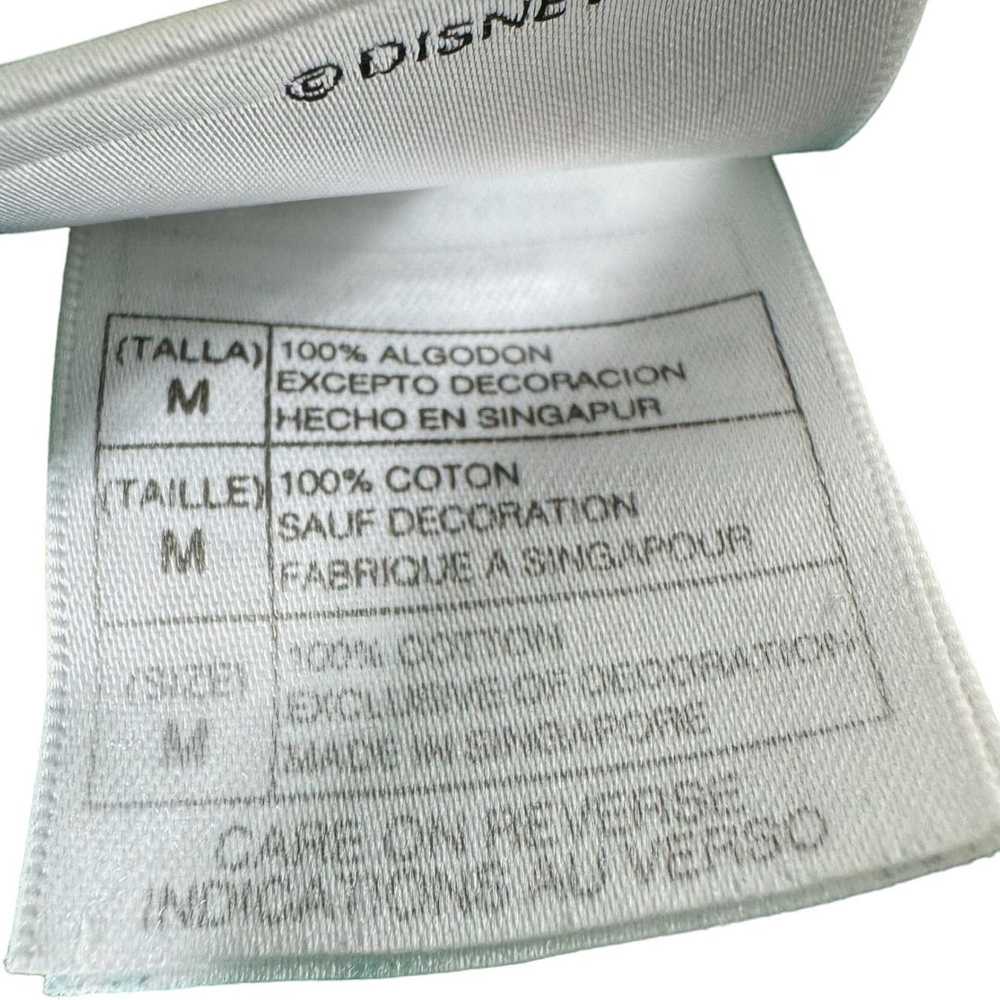 © DISNEY
(TALLA)
M
100% ALGODON
EXCEPTO DECORACION
HECHO EN SINGAPUR
(TAILLE)
M
100% COTON
SAUF DECORATION
FABRIQUE A SINGAPOUR
(SIZE)
M
100% COTTON
EXCLUSIVE OF DECORATION
MADE IN SINGAPORE
CARE ON REVERSE
INDICATIONS AU VERSO